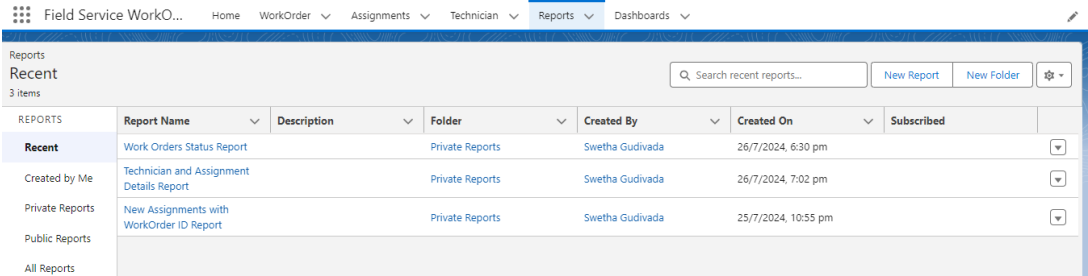 Field Service WorkO... Home WorkOrder Assignments Technician Reports Dashboards
Reports
Recent
3 items
Search recent reports...
New Report
New Folder
REPORTS
Recent
Created by Me
Private Reports
Public Reports
All Reports
Report Name Description Folder Created By Created On Subscribed
Work Orders Status Report Private Reports Swetha Gudivada 26/7/2024, 6:30 pm
Technician and Assignment
Details Report Private Reports Swetha Gudivada 26/7/2024, 7:02 pm
New Assignments with
WorkOrder ID Report Private Reports Swetha Gudivada 25/7/2024, 10:55 pm